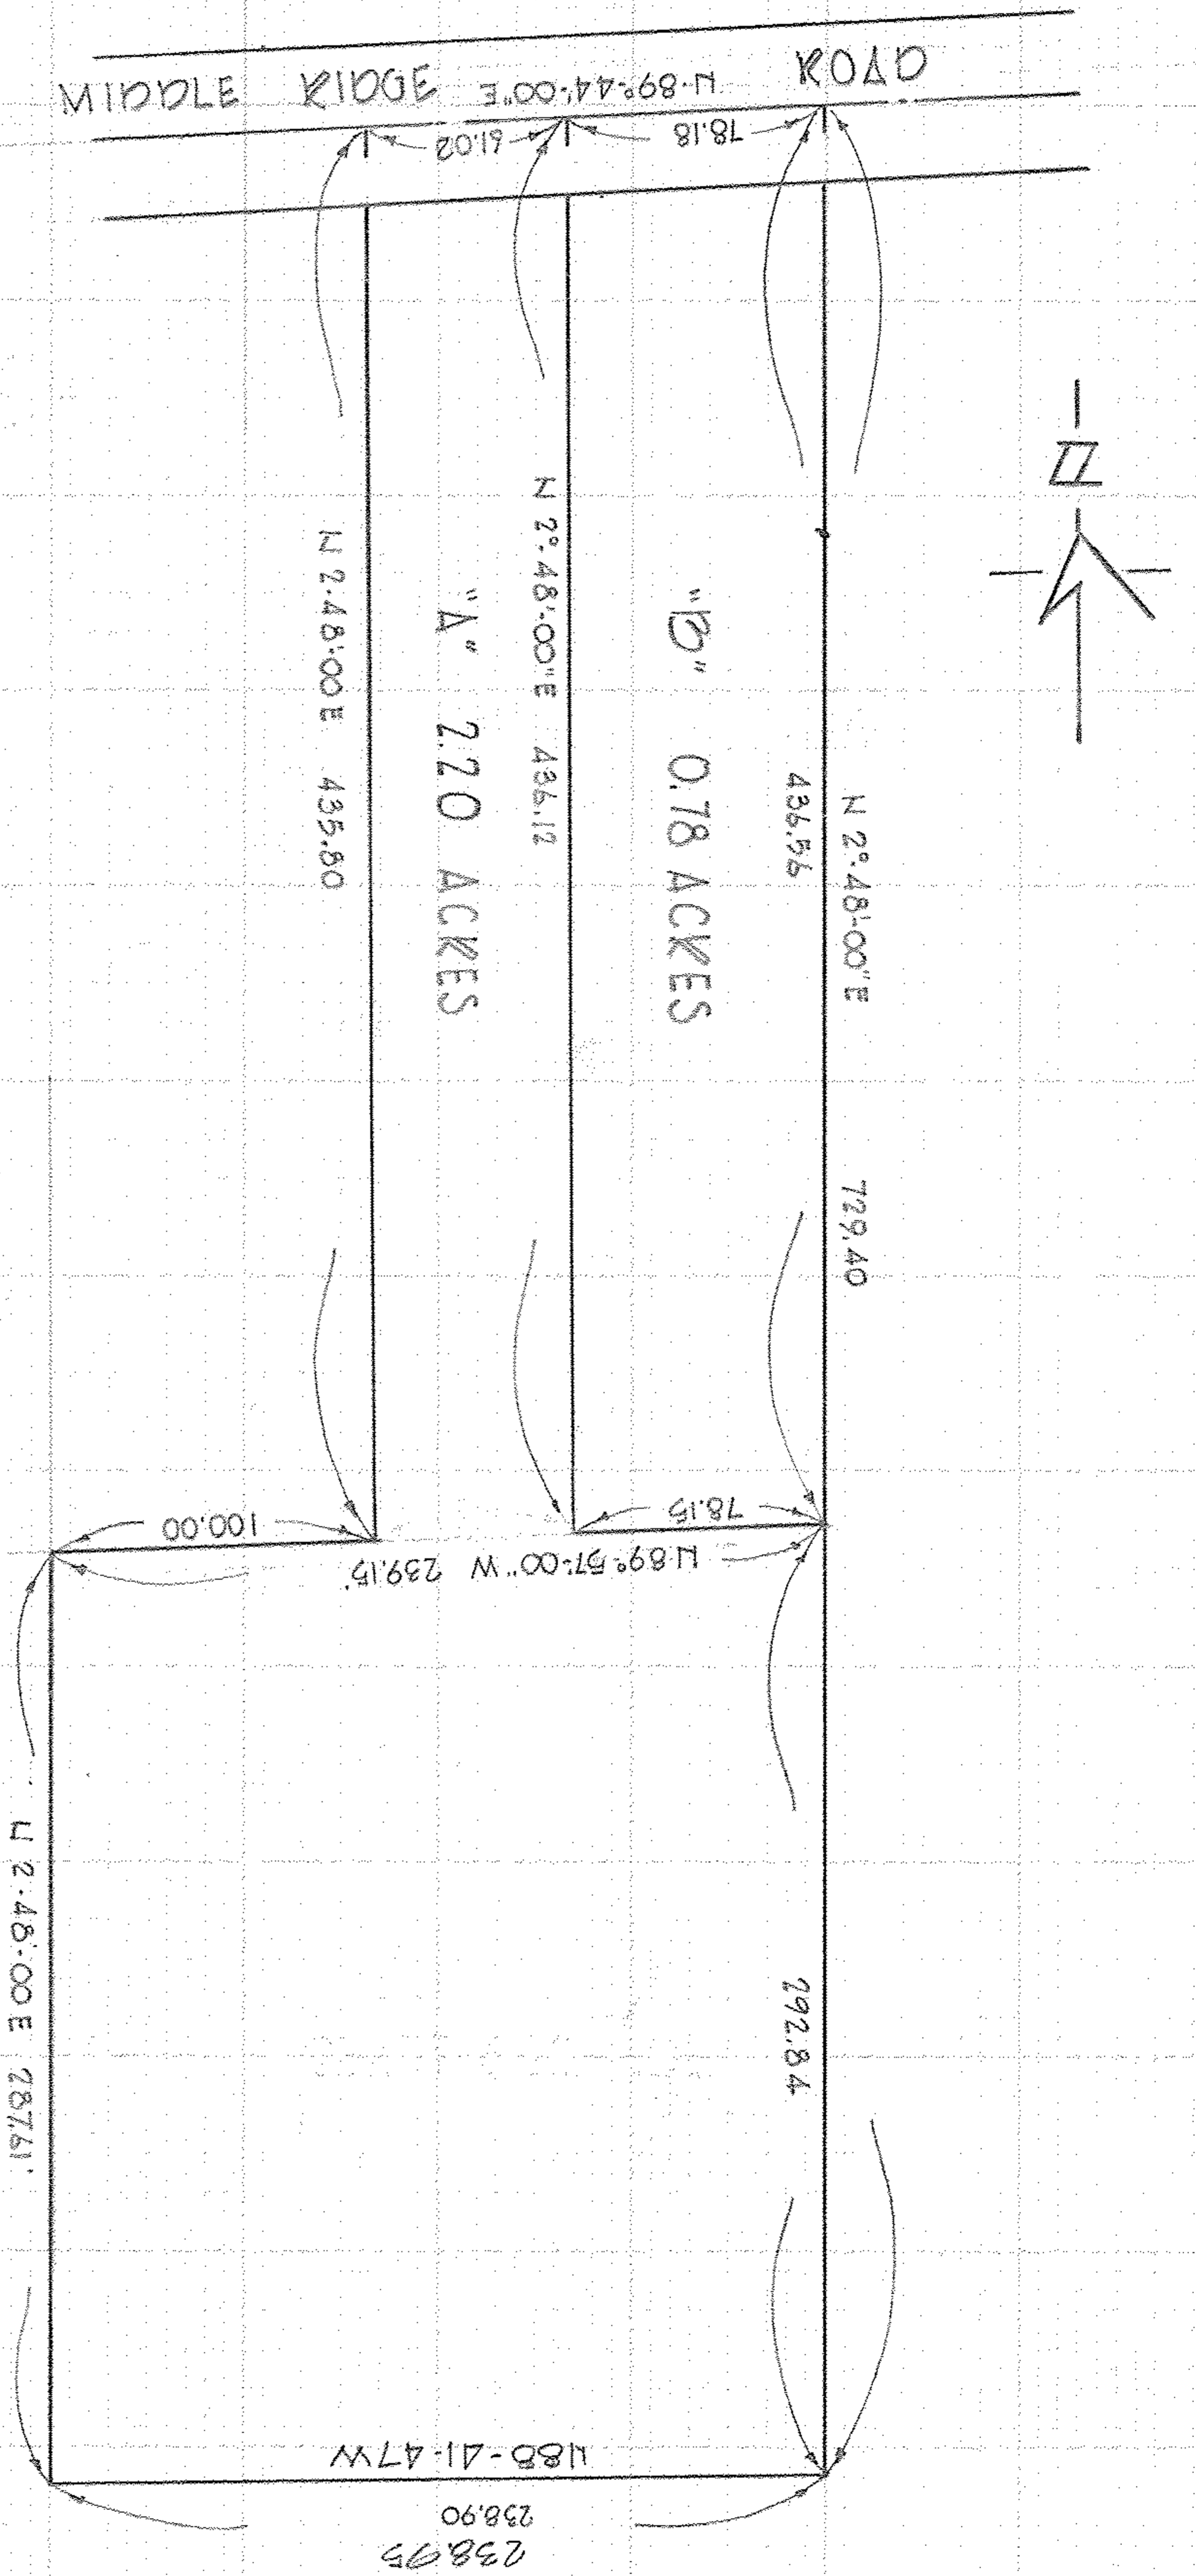 MIDDLE RIDGE ROAD
N-89°-44'-00"E
61.02
78.18
N 2-48'-00 E 435.80
"A" 2.20 ACRES
N 2°-48'-00"E 436.12
"B" 0.78 ACRES
436.56
N 2°-48'-00"E 729.40
N
100.00
78.15
N-89°-57'-00"W 239.15'
N 2-48'-00 E 287.61'
292.84
N88-41-47W
238.90
238.95